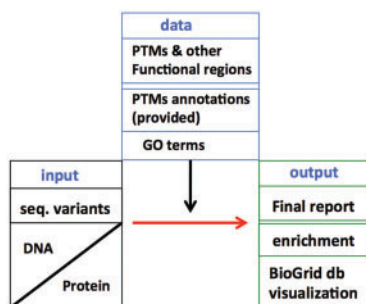 data
PTMs & other
Functional regions
PTMs annotations
(provided)
GO terms
input
seq. variants
DNA
Protein
output
Final report
enrichment
BioGrid db
visualization